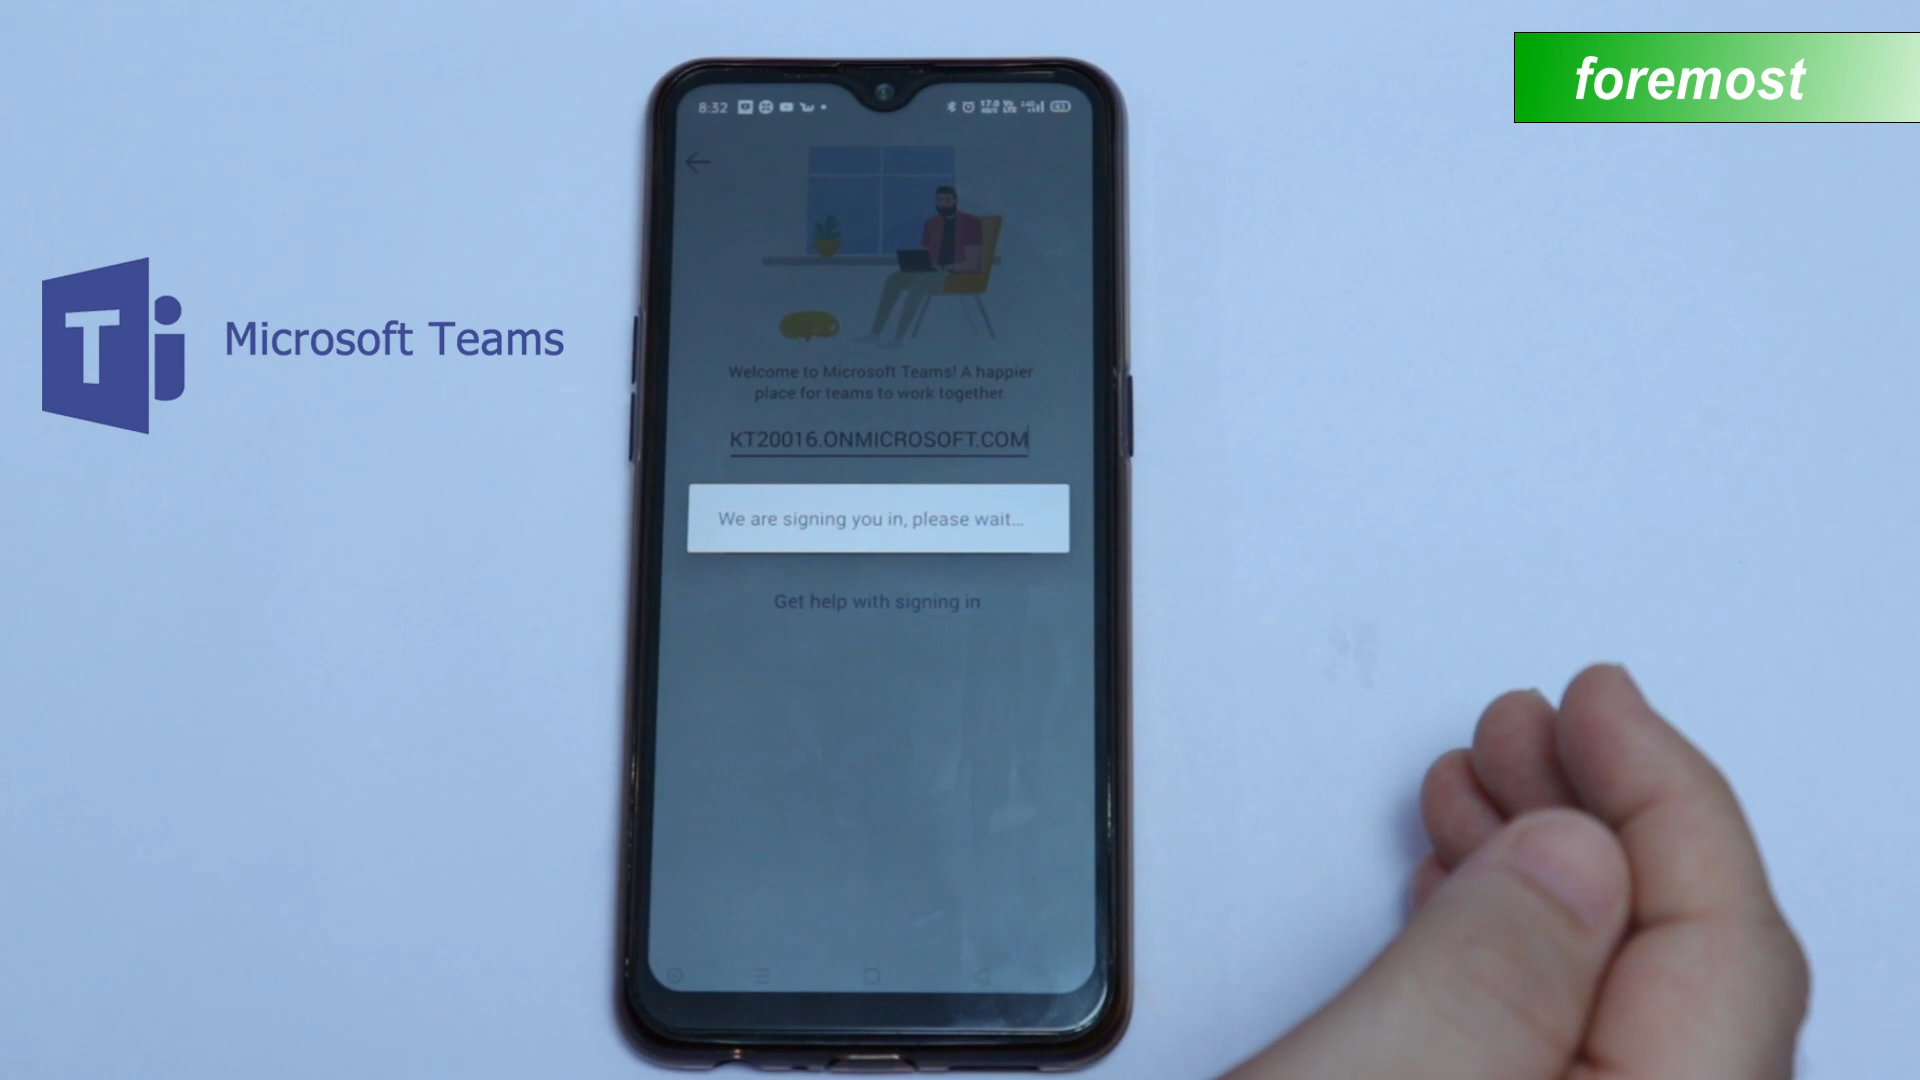 foremost
8:32
Microsoft Teams
Welcome to Microsoft Teams! A happier
place for teams to work together
KT20016.ONMICROSOFT.COM
We are signing you in, please wait...
Get help with signing in